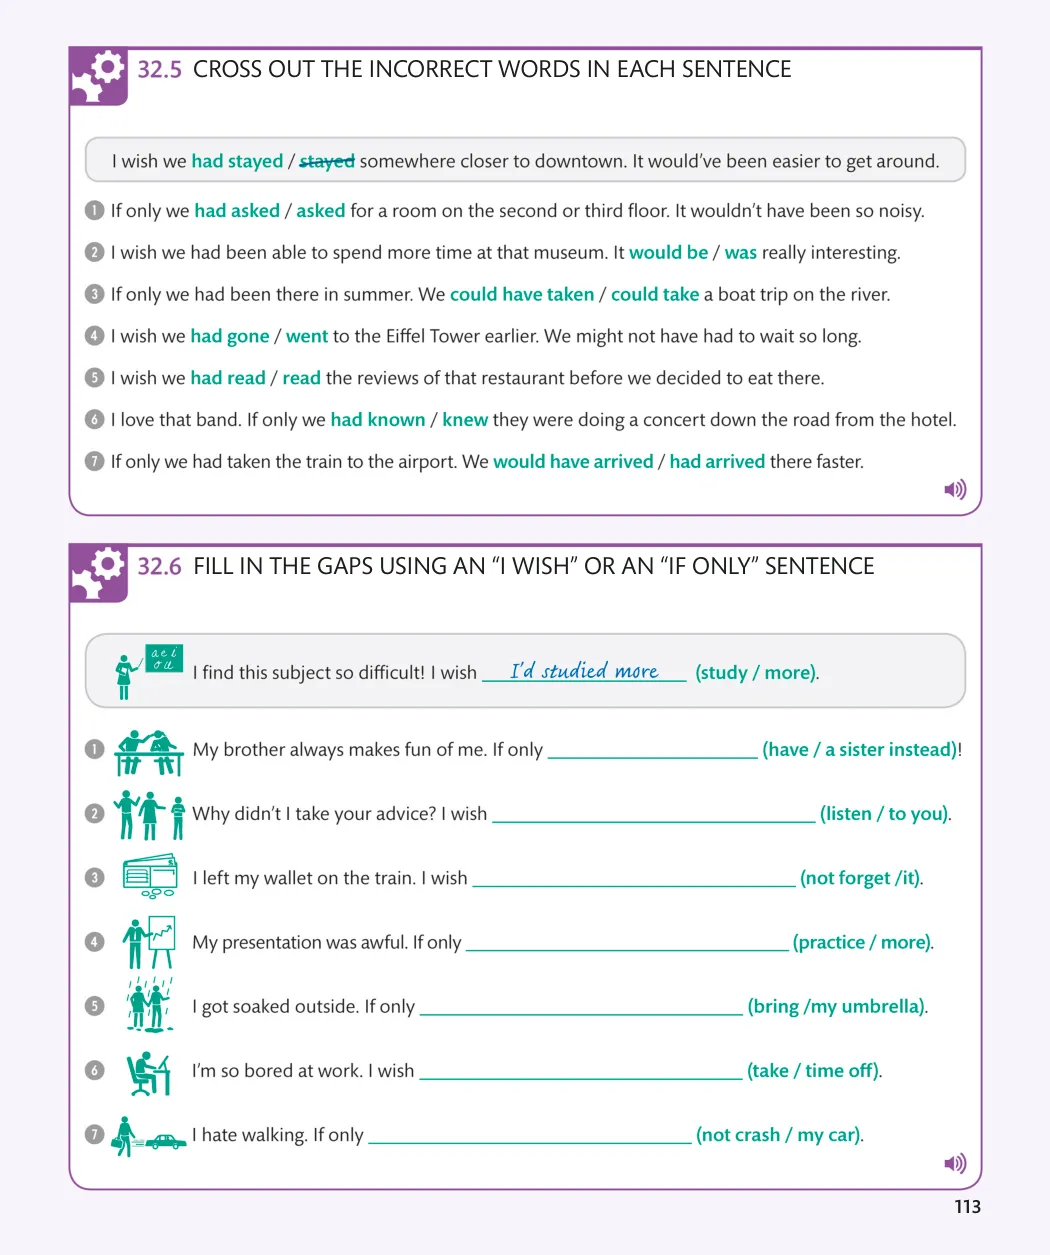 32.5 CROSS OUT THE INCORRECT WORDS IN EACH SENTENCE
I wish we had stayed / stayed somewhere closer to downtown. It would’ve been easier to get around.
1 If only we had asked / asked for a room on the second or third floor. It wouldn’t have been so noisy.
2 I wish we had been able to spend more time at that museum. It would be / was really interesting.
3 If only we had been there in summer. We could have taken / could take a boat trip on the river.
4 I wish we had gone / went to the Eiffel Tower earlier. We might not have had to wait so long.
5 I wish we had read / read the reviews of that restaurant before we decided to eat there.
6 I love that band. If only we had known / knew they were doing a concert down the road from the hotel.
7 If only we had taken the train to the airport. We would have arrived / had arrived there faster.
32.6 FILL IN THE GAPS USING AN “I WISH” OR AN “IF ONLY” SENTENCE
a e i
o u
I find this subject so difficult! I wish I’d studied more (study / more).
1 My brother always makes fun of me. If only ____________________ (have / a sister instead)!
2 Why didn’t I take your advice? I wish ____________________ (listen / to you).
3 I left my wallet on the train. I wish ____________________ (not forget /it).
4 My presentation was awful. If only ____________________ (practice / more).
5 I got soaked outside. If only ____________________ (bring /my umbrella).
6 I’m so bored at work. I wish ____________________ (take / time off).
7 I hate walking. If only ____________________ (not crash / my car).
113